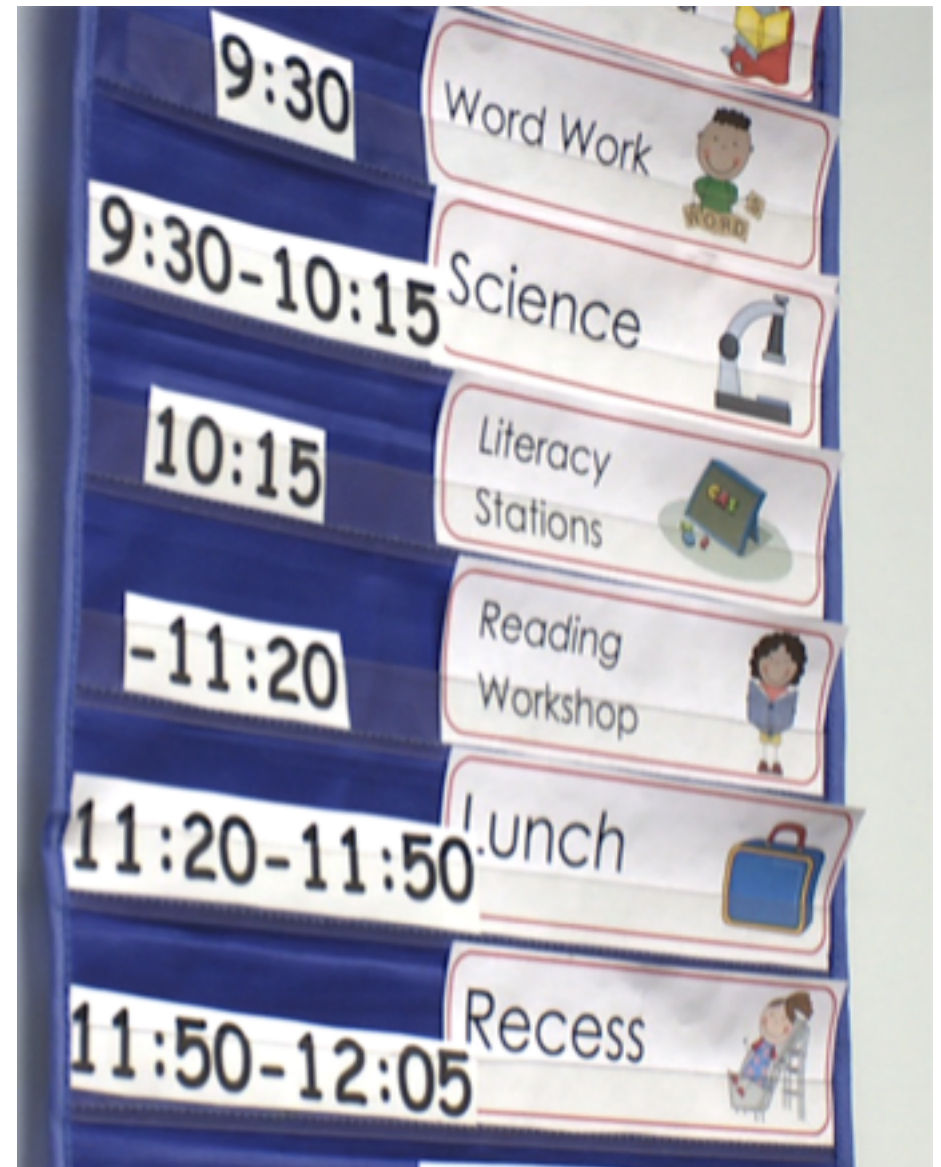 9:30
Word Work
WORD
9:30-10:15
Science
10:15
Literacy
Stations
-11:20
Reading
Workshop
11:20-11:50
Lunch
11:50-12:05
Recess